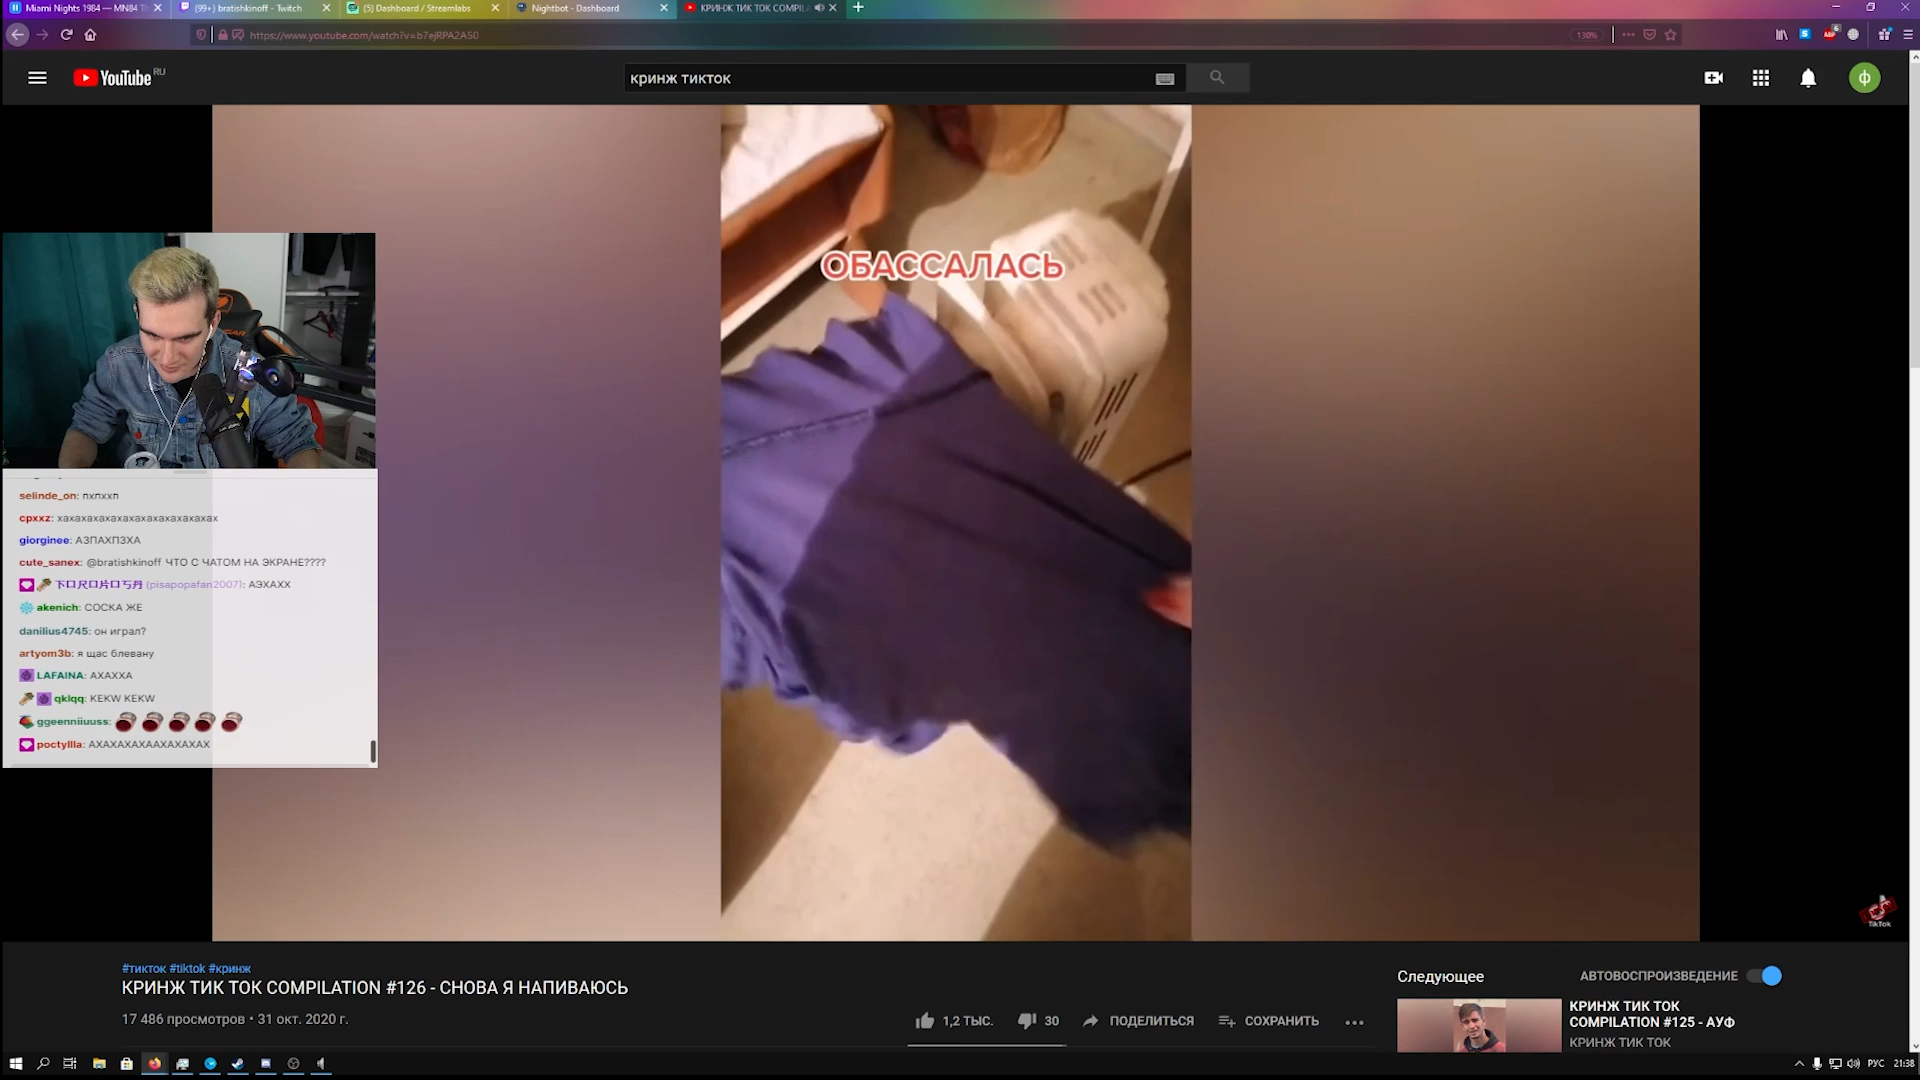 Miami Nights 1984 — MN84
(99+) bratishkinoff - Twitch
(5) Dashboard / Streamlabs
Nightbot - Dashboard
КРИНЖ ТИК ТОК COMPIL
https://www.youtube.com/watch?v=b7ejRPA2A50
130%
YouTube RU
кринж тикток
ф
ОБАССАЛАСЬ
selinde_on: пхпххп
cpxxz: хахахахахахахахахахахахах
giorginee: АЗПАХПЗХА
cute_sanex: @bratishkinoff ЧТО С ЧАТОМ НА ЭКРАНЕ????
(pisapopafan2007): АЭХАХХ
akenich: СОСКА ЖЕ
danilius4745: он играл?
artyom3b: я щас блевану
LAFAINA: АХАХХА
qklqq: KEKW KEKW
ggeenniiuuss:
poctyllla: АХАХАХАХААХАХАХАХ
TikTok
#тикток #tiktok #кринж
КРИНЖ ТИК ТОК COMPILATION #126 - СНОВА Я НАПИВАЮСЬ
17 486 просмотров • 31 окт. 2020 г.
1,2 ТЫС.
30
ПОДЕЛИТЬСЯ
СОХРАНИТЬ
Следующее
АВТОВОСПРОИЗВЕДЕНИЕ
КРИНЖ ТИК ТОК
COMPILATION #125 - АУФ
КРИНЖ ТИК ТОК
РУС
21:38